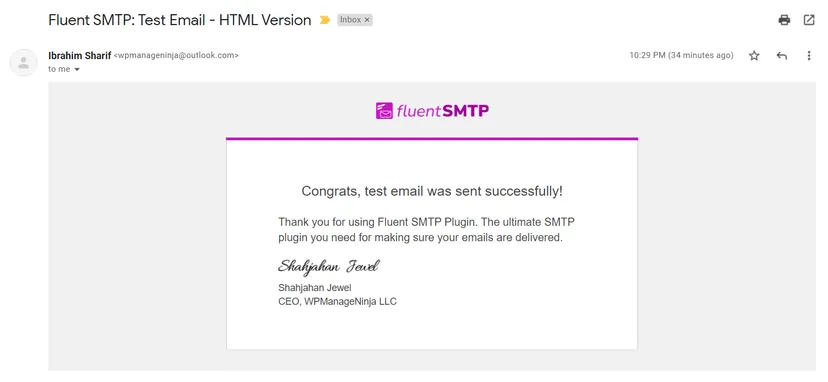 Fluent SMTP: Test Email - HTML Version Inbox ×
Ibrahim Sharif <wpmanageninja@outlook.com> 10:29 PM (34 minutes ago)
to me
fluentSMTP
Congrats, test email was sent successfully!
Thank you for using Fluent SMTP Plugin. The ultimate SMTP
plugin you need for making sure your emails are delivered.
Shahjahan Jewel
Shahjahan Jewel
CEO, WPManageNinja LLC